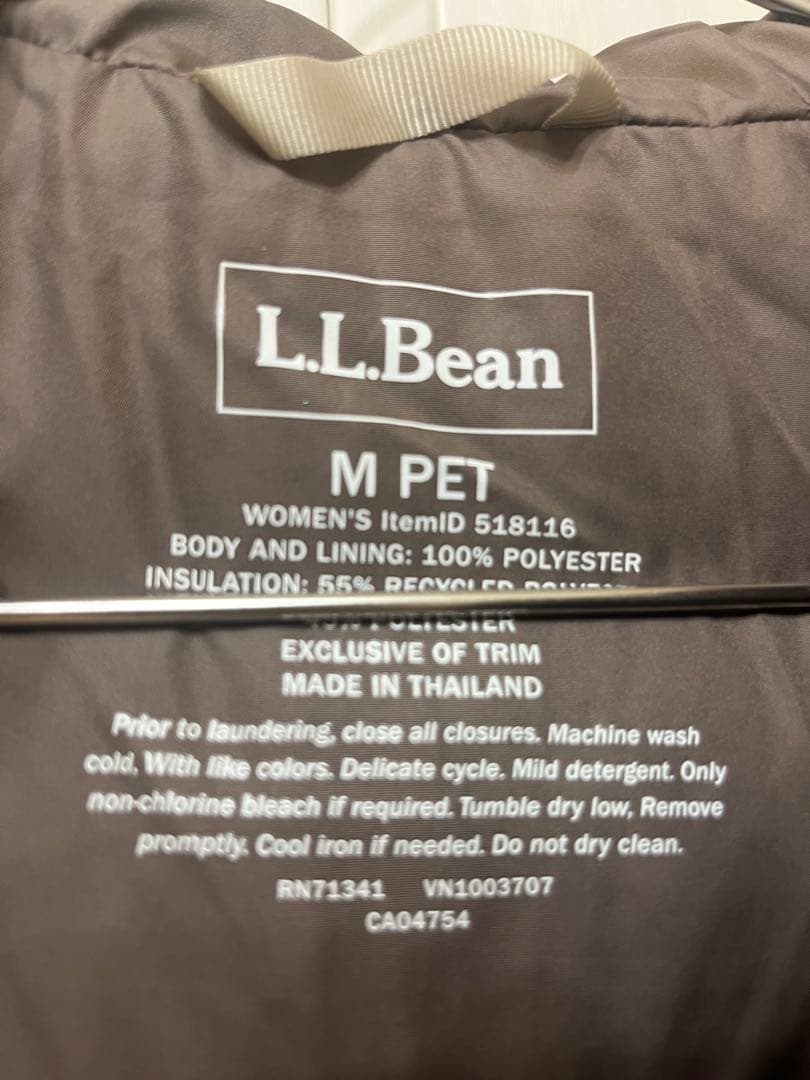 L.L.Bean
M PET
WOMEN'S ItemID 518116
BODY AND LINING: 100% POLYESTER
INSULATION: 55% RECYCLED
POLYESTER
EXCLUSIVE OF TRIM
MADE IN THAILAND
Prior to laundering, close all closures. Machine wash
cold, With like colors. Delicate cycle. Mild detergent. Only
non-chlorine bleach if required. Tumble dry low, Remove
promptly. Cool iron if needed. Do not dry clean.
RN71341 VN1003707
CA04754